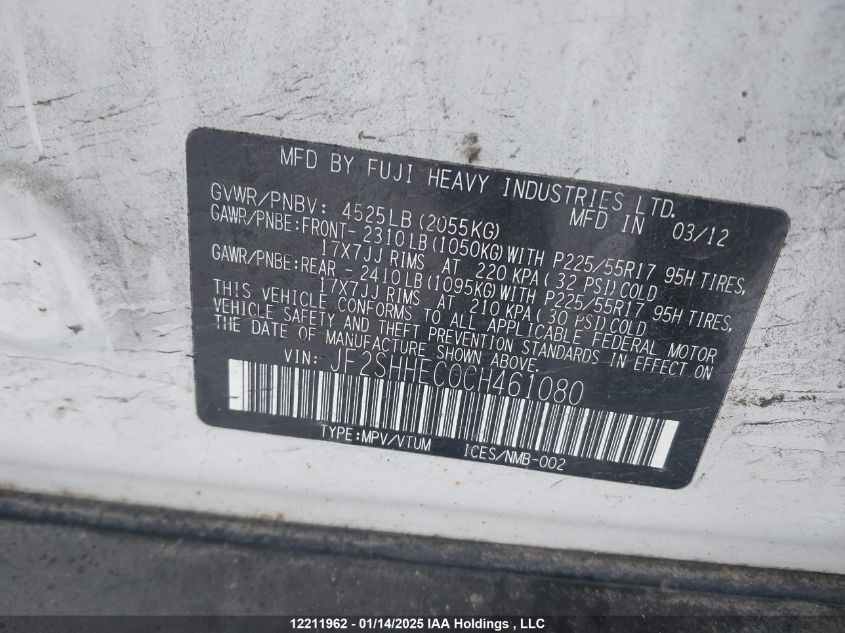 MFD BY FUJI HEAVY INDUSTRIES LTD.
GVWR/PNBV: 4525LB(2055KG) MFD IN 03/12
GAWR/PNBE:FRONT-2310LB(1050KG)WITH P225/55R17 95H TIRES,
17X7JJ RIMS AT 220 KPA(32 PSI)COLD
GAWR/PNBE:REAR -2410LB(1095KG)WITH P225/55R17 95H TIRES,
17X7JJ RIMS AT 210 KPA(30 PSI)COLD
THIS VEHICLE CONFORMS TO ALL APPLICABLE FEDERAL MOTOR
VEHICLE SAFETY AND THEFT PREVENTION STANDARDS IN EFFECT ON
THE DATE OF MANUFACTURE SHOWN ABOVE.
VIN: JF2SHHEC0CH461080
TYPE:MPV/VTUM ICES/NMB-002
12211962 - 01/14/2025 IAA Holdings , LLC